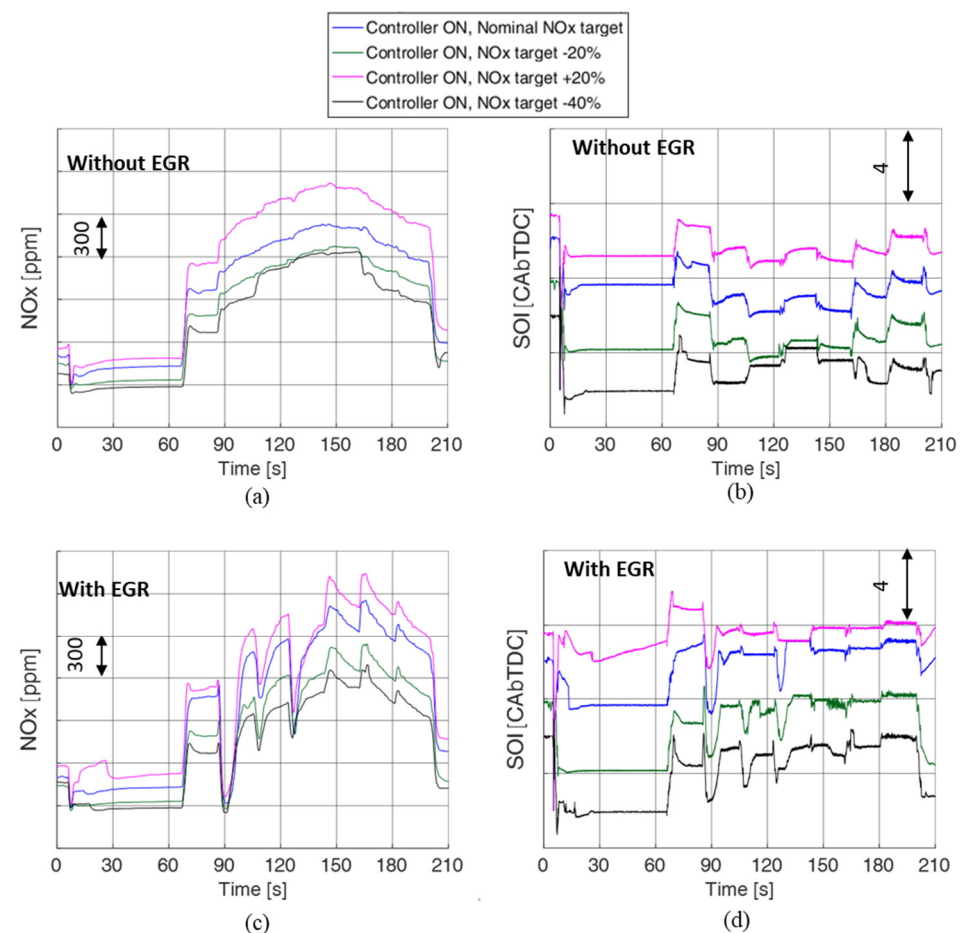 Controller ON, Nominal NOx target
Controller ON, NOx target -20%
Controller ON, NOx target +20%
Controller ON, NOx target -40%
Without EGR
300
NOx [ppm]
0 30 60 90 120 150 180 210
Time [s]
(a)
Without EGR
4
SOI [CAbTDC]
0 30 60 90 120 150 180 210
Time [s]
(b)
With EGR
300
NOx [ppm]
0 30 60 90 120 150 180 210
Time [s]
(c)
With EGR
4
SOI [CAbTDC]
0 30 60 90 120 150 180 210
Time [s]
(d)